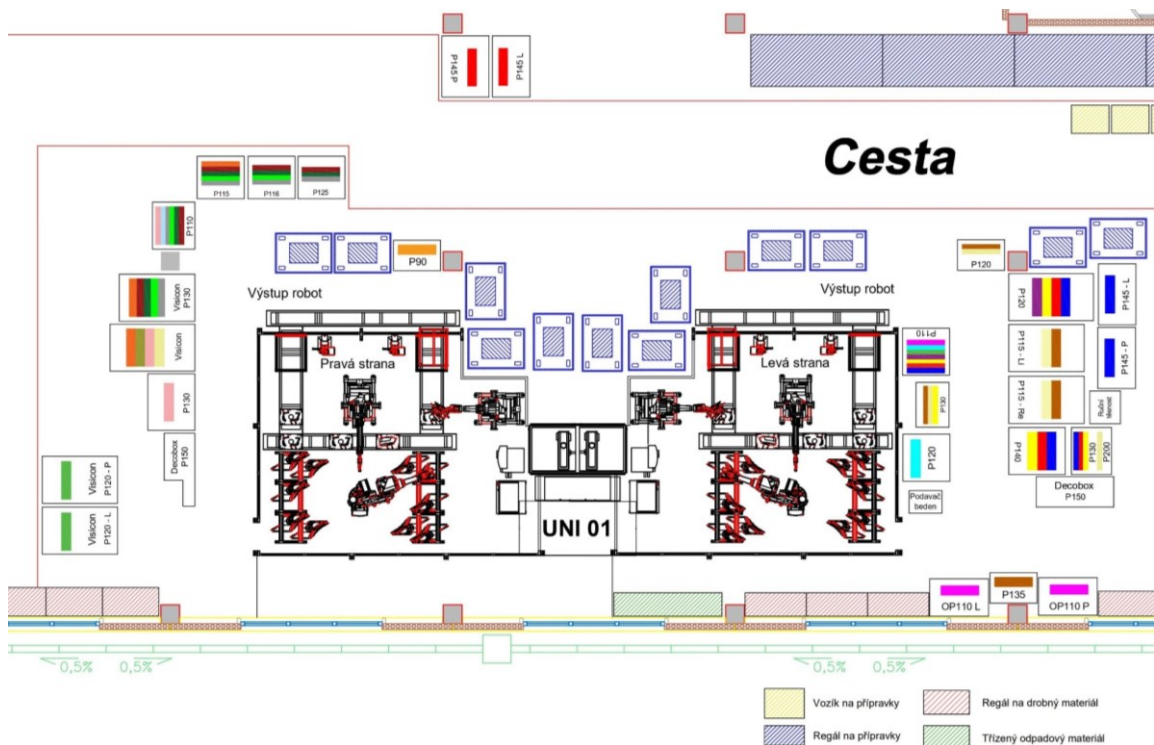 P145 P
P145 L
Cesta
P115
P116
P125
P110
P90
P120
Visicon
P130
Výstup robot
Výstup robot
P120
P145 - L
Visicon
Pravá strana
Levá strana
P110
P115 - Li
P145 - P
P130
P130
P115 - Re
Ruční
těsnost
Decobox
P150
P120
P140
P130
P200
Visicon
P120 - P
Podavač
beden
Decobox
P150
Visicon
P120 - L
UNI 01
OP110 L
P135
OP110 P
0,5%
0,5%
0,5%
0,5%
Vozík na přípravky
Regál na drobný materiál
Regál na přípravky
Třízený odpadový materiál